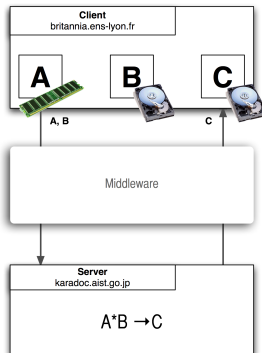 Client
britannia.ens-lyon.fr
A B C
A, B C
Middleware
Server
karadoc.aist.go.jp
A*B →C